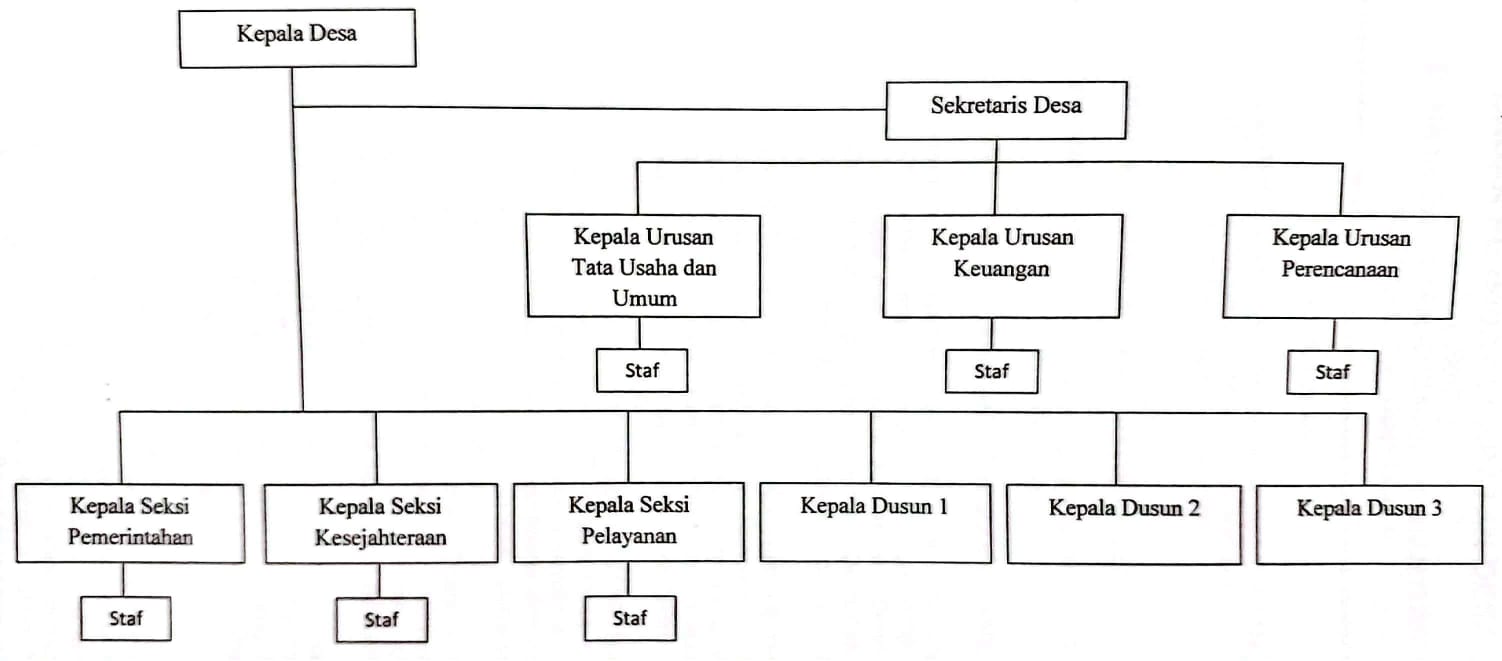 Kepala Desa
Sekretaris Desa
Kepala Urusan
Tata Usaha dan
Umum
Kepala Urusan
Keuangan
Kepala Urusan
Perencanaan
Staf
Staf
Staf
Kepala Seksi
Pemerintahan
Kepala Seksi
Kesejahteraan
Kepala Seksi
Pelayanan
Kepala Dusun 1
Kepala Dusun 2
Kepala Dusun 3
Staf
Staf
Staf